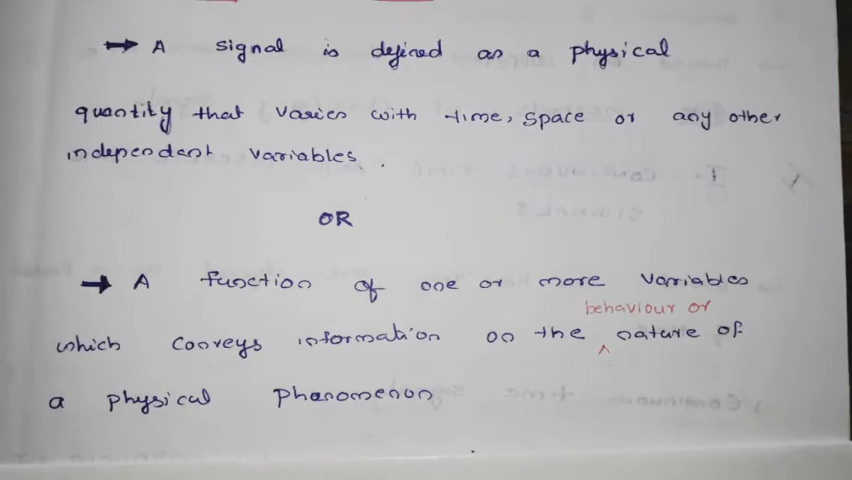 → A signal is defined as a physical
quantity that varies with time, space or any other
independent variables.
OR
→ A function of one or more variables
behaviour or
which conveys information on the ^ nature of
a physical phenomenon